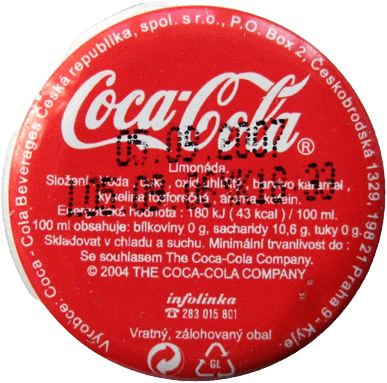 Výrobce: Coca - Cola Beverages Česká republika, spol. s r.o., P.O. Box 2, Českobrodská 1329, 198 21 Praha 9 - Kyje.
Coca-Cola®
05.09.2007
Limonáda.
Složení: voda, cukr, oxid uhličitý, barvivo karamel,
kyselina fosforečná, aroma, kofein.
Energetická hodnota : 180 kJ ( 43 kcal ) / 100 ml.
100 ml obsahuje: bílkoviny 0 g, sacharidy 10,6 g, tuky 0 g.
Skladovat v chladu a suchu. Minimální trvanlivost do :
Se souhlasem The Coca-Cola Company.
© 2004 THE COCA-COLA COMPANY
infolinka
☎ 283 015 801
Vratný, zálohovaný obal
GL